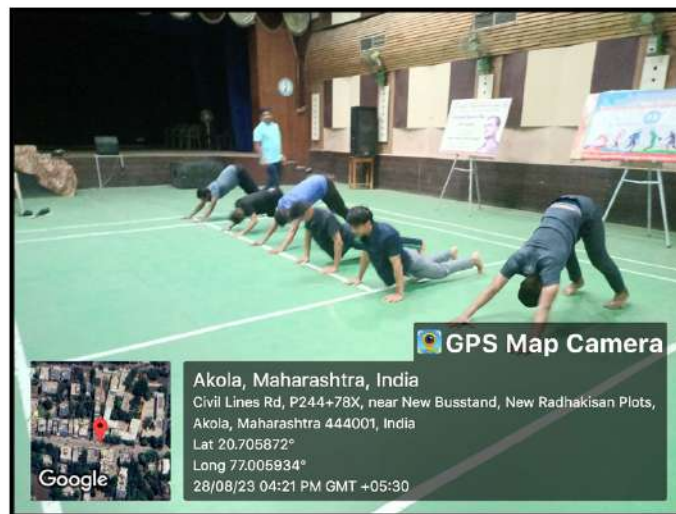 GPS Map Camera
Akola, Maharashtra, India
Civil Lines Rd, P244+78X, near New Busstand, New Radhakisan Plots,
Akola, Maharashtra 444001, India
Lat 20.705872°
Long 77.005934°
28/08/23 04:21 PM GMT +05:30
Google